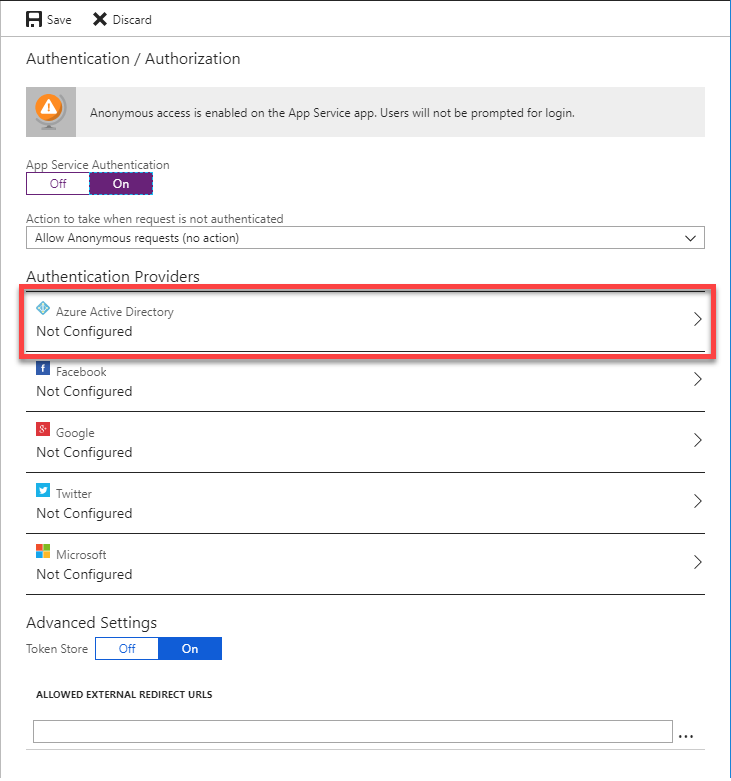 Save Discard
Authentication / Authorization
Anonymous access is enabled on the App Service app. Users will not be prompted for login.
App Service Authentication
Off On
Action to take when request is not authenticated
Allow Anonymous requests (no action)
Authentication Providers
Azure Active Directory
Not Configured
Facebook
Not Configured
Google
Not Configured
Twitter
Not Configured
Microsoft
Not Configured
Advanced Settings
Token Store Off On
ALLOWED EXTERNAL REDIRECT URLS
...